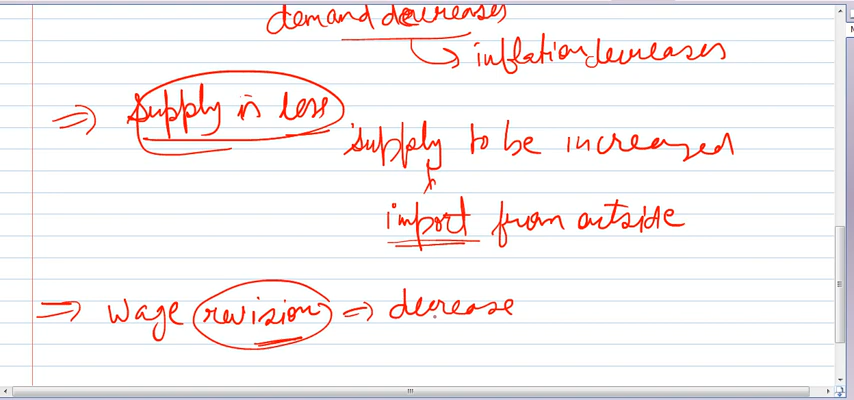 demand decreases
inflation decreases
⇒ supply is less
supply to be increased
import from outside
⇒ wage revision ⇒ decrease